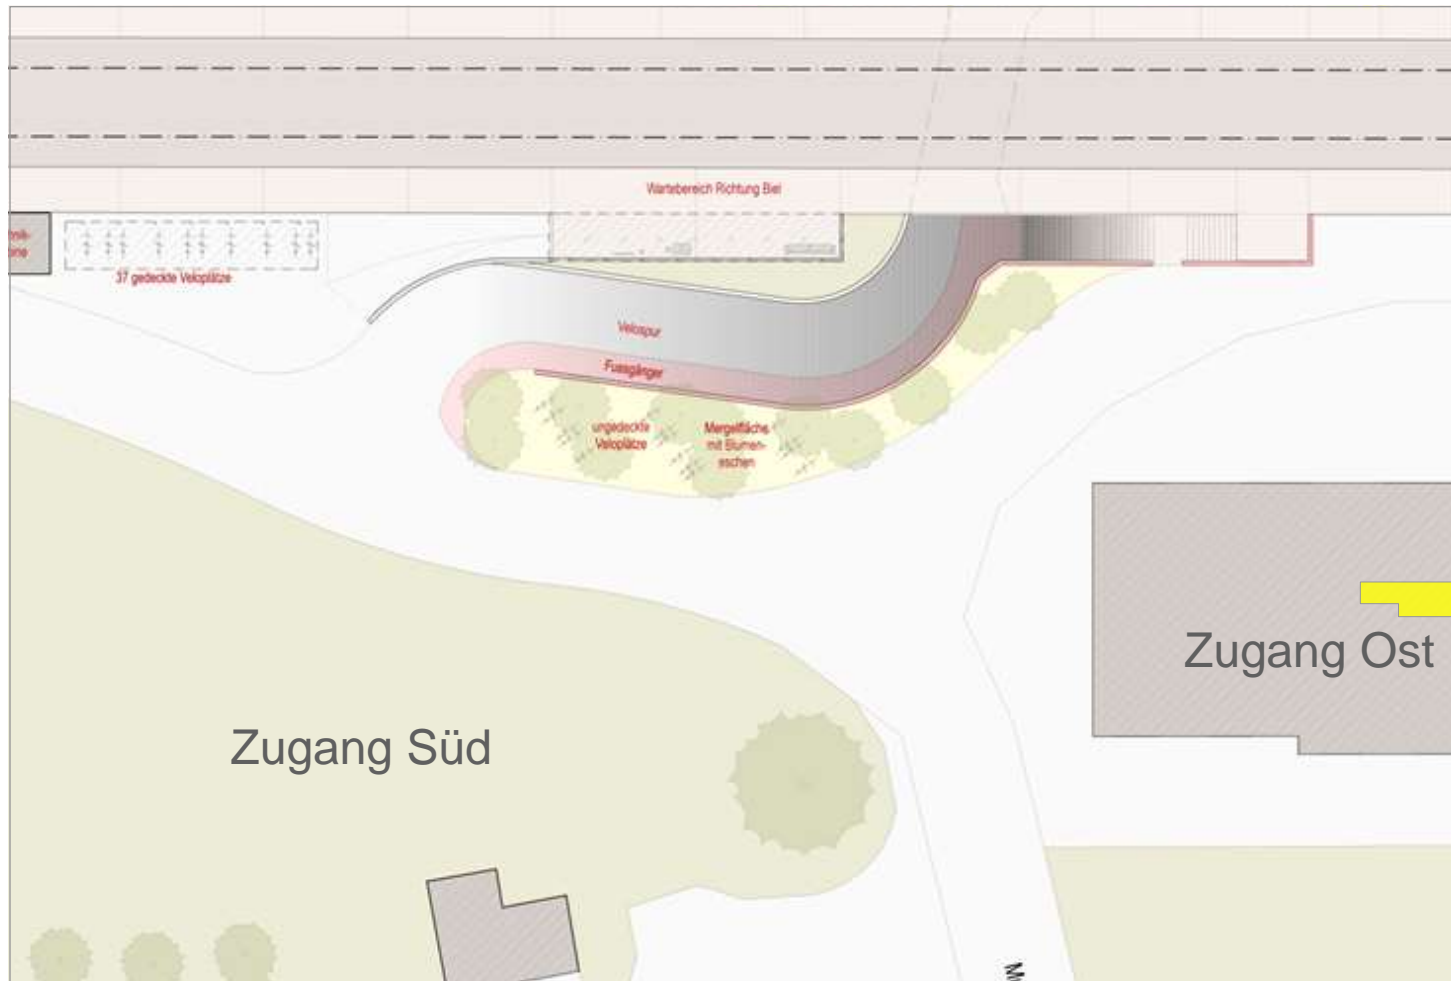 Wartebereich Richtung Biel
37 gedeckte Veloplätze
Velospur
Fussgänger
ungedeckte
Veloplätze
Mergelfläche
mit Blumen-
eschen
Zugang Ost
Zugang Süd